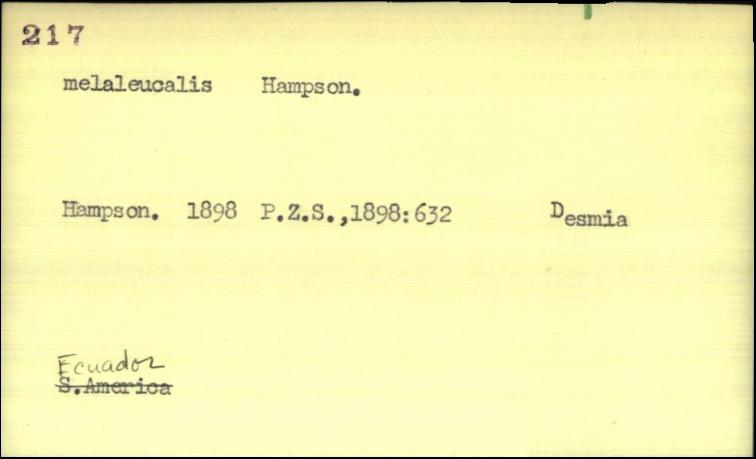 217
melaleucalis Hampson.
Hampson. 1898 P.Z.S.,1898:632 Desmia
Ecuador
S.America